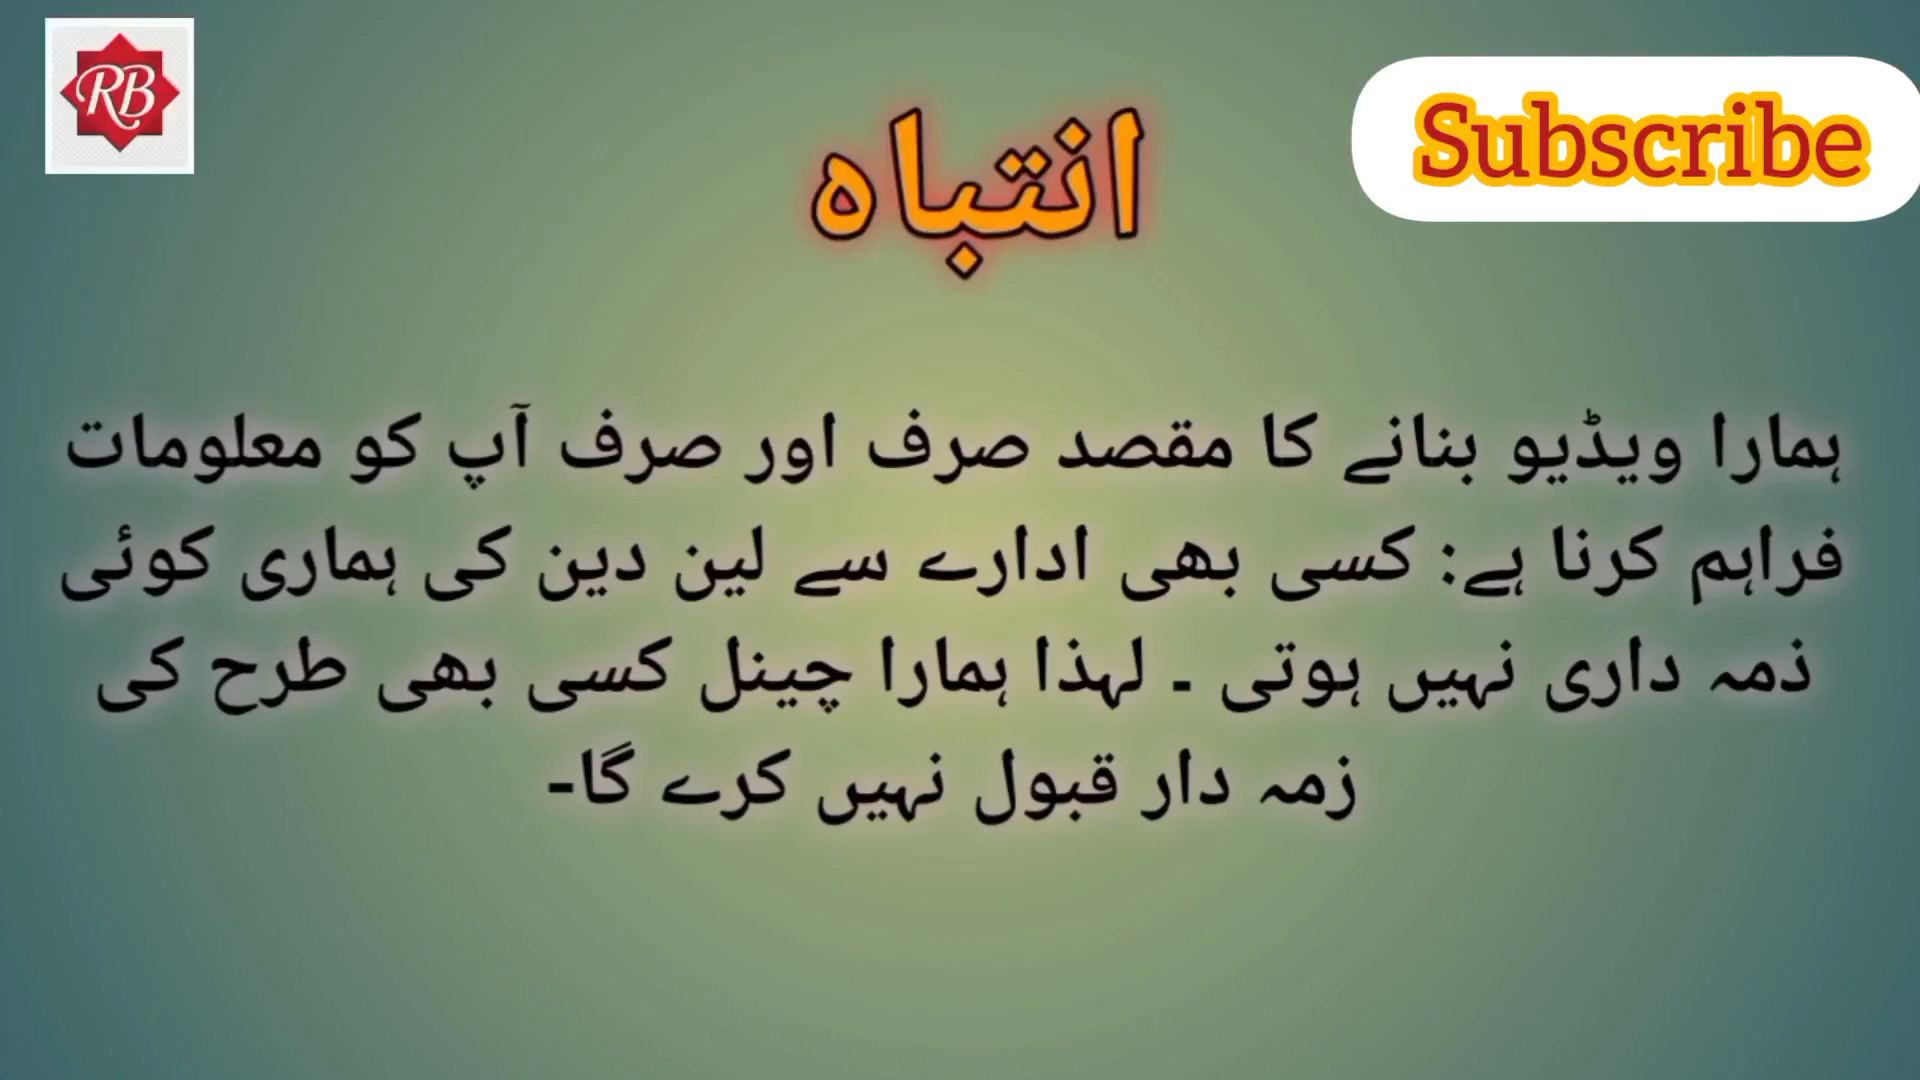 RB
Subscribe
انتباہ
ہمارا ویڈیو بنانے کا مقصد صرف اور صرف آپ کو معلومات
فراہم کرنا ہے: کسی بھی ادارے سے لین دین کی ہماری کوئی
ذمہ داری نہیں ہوتی ۔ لہذا ہمارا چینل کسی بھی طرح کی
زمہ دار قبول نہیں کرے گا-